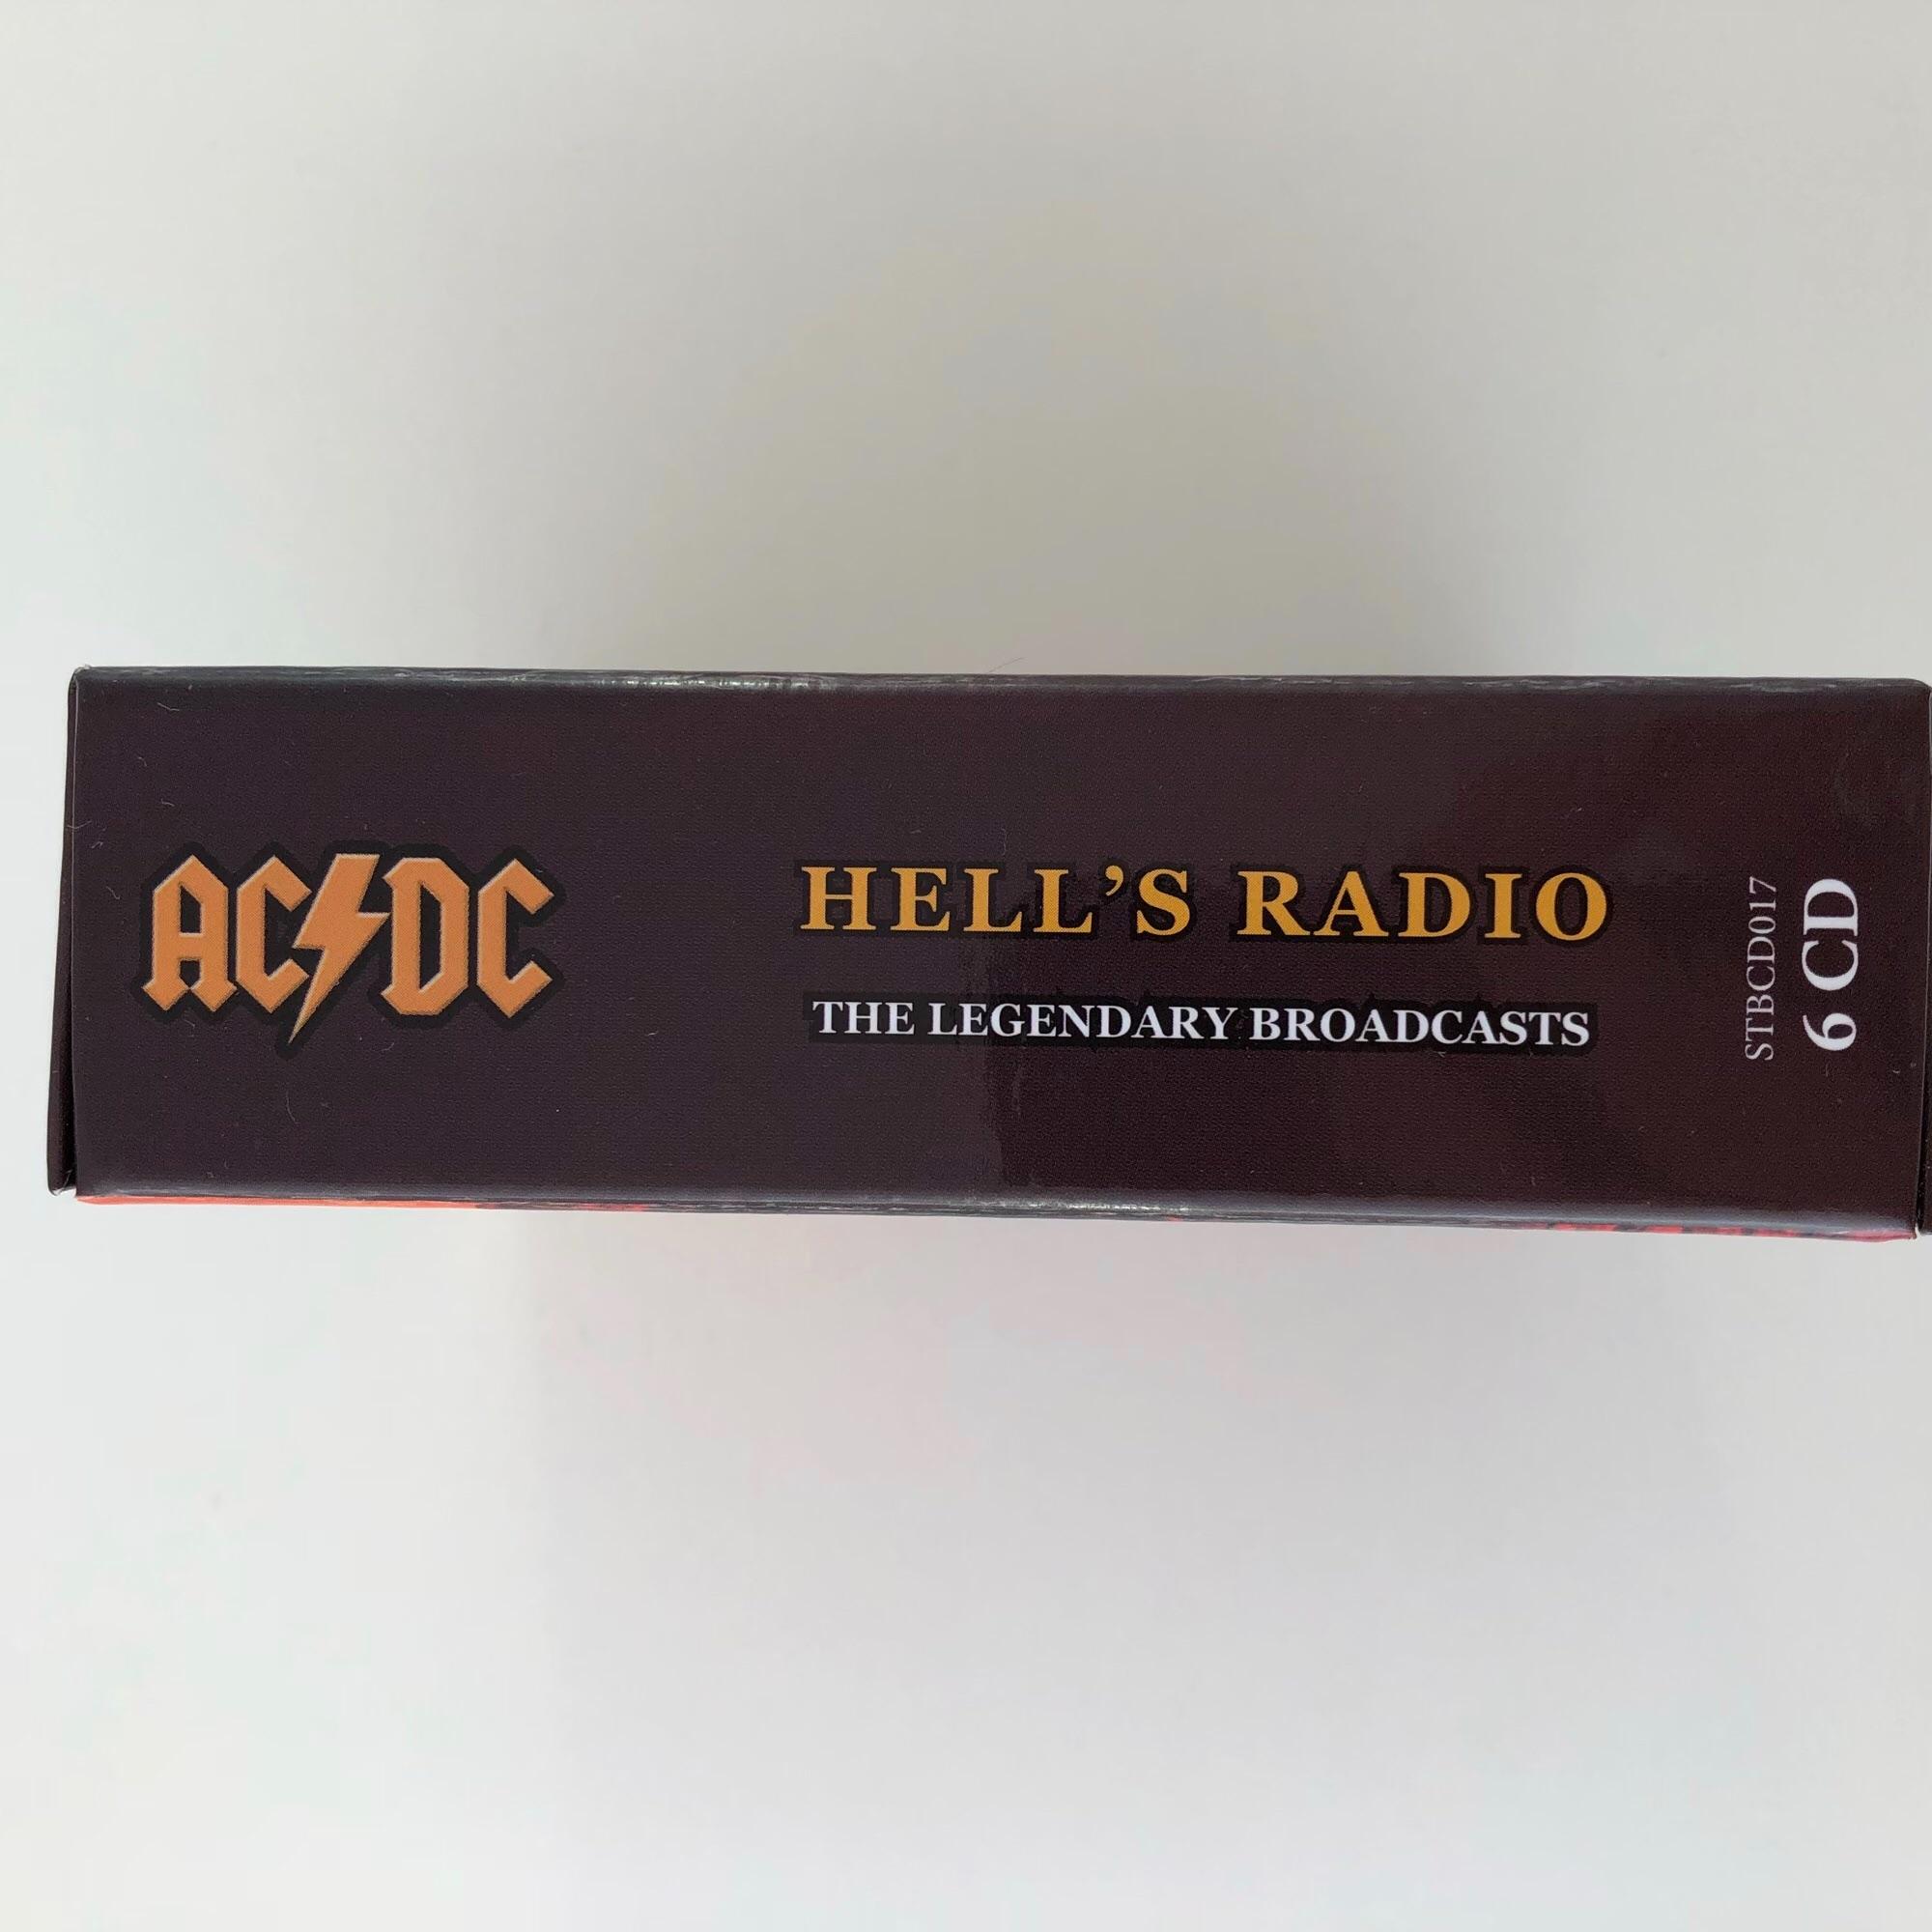 AC/DC
HELL'S RADIO
THE LEGENDARY BROADCASTS
STBCD017
6 CD